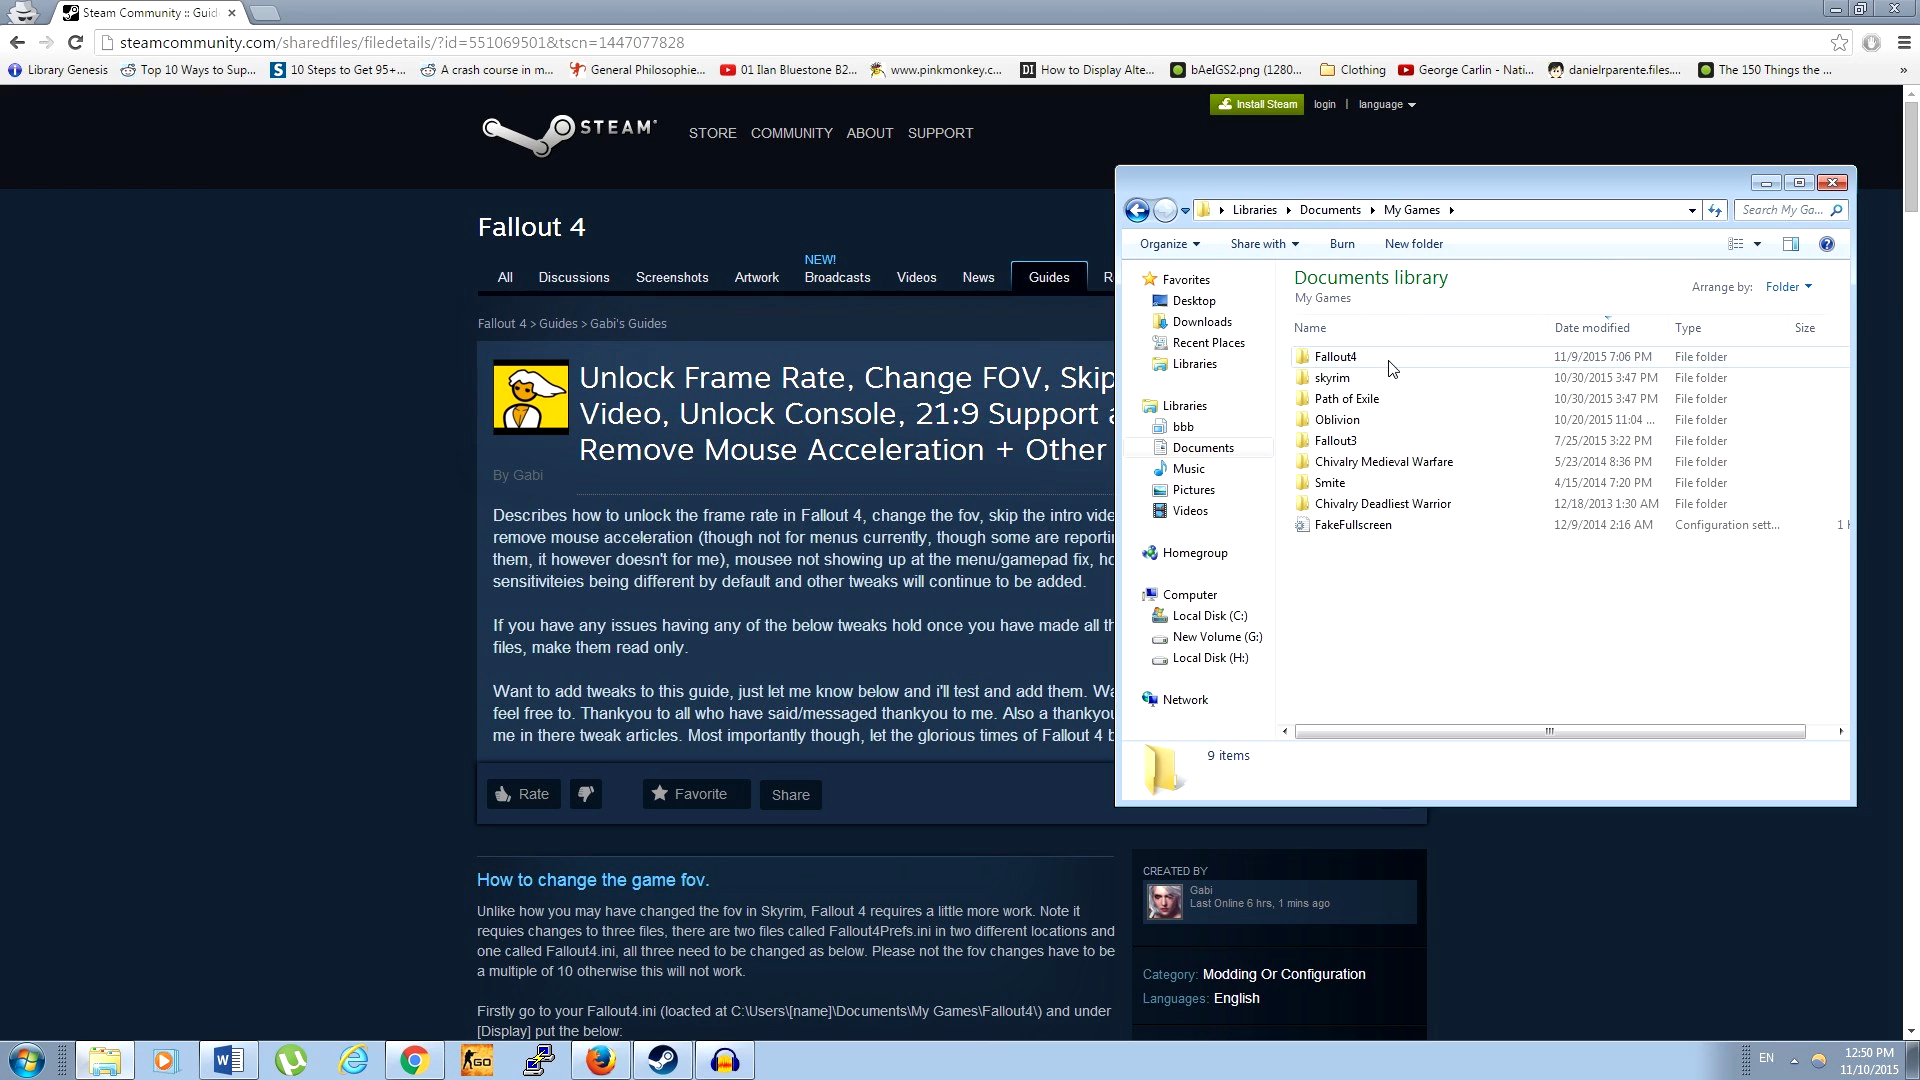 Steam Community :: Guid
steamcommunity.com/sharedfiles/filedetails/?id=551069501&tscn=1447077828
Library Genesis
Top 10 Ways to Sup...
10 Steps to Get 95+...
A crash course in m...
General Philosophie...
01 Ilan Bluestone B2...
www.pinkmonkey.c...
DI How to Display Alte...
bAeIGS2.png (1280...
Clothing
George Carlin - Nati...
danielrparente.files....
The 150 Things the ...
»
Install Steam login | language
STEAM STORE COMMUNITY ABOUT SUPPORT
Fallout 4
NEW!
All Discussions Screenshots Artwork Broadcasts Videos News Guides R
Fallout 4 > Guides > Gabi's Guides
Unlock Frame Rate, Change FOV, Skip
Video, Unlock Console, 21:9 Support a
Remove Mouse Acceleration + Other
By Gabi
Describes how to unlock the frame rate in Fallout 4, change the fov, skip the intro vide
remove mouse acceleration (though not for menus currently, though some are reportin
them, it however doesn't for me), mousee not showing up at the menu/gamepad fix, ho
sensitivitieis being different by default and other tweaks will continue to be added.
If you have any issues having any of the below tweaks hold once you have made all th
files, make them read only.
Want to add tweaks to this guide, just let me know below and i'll test and add them. Wa
feel free to. Thankyou to all who have said/messaged thankyou to me. Also a thankyou
me in there tweak articles. Most importantly though, let the glorious times of Fallout 4 b
Rate
Favorite
Share
How to change the game fov.
Unlike how you may have changed the fov in Skyrim, Fallout 4 requires a little more work. Note it
requies changes to three files, there are two files called Fallout4Prefs.ini in two different locations and
one called Fallout4.ini, all three need to be changed as below. Please not the fov changes have to be
a multiple of 10 otherwise this will not work.
Firstly go to your Fallout4.ini (loacted at C:\Users\[name]\Documents\My Games\Fallout4\) and under
[Display] put the below:
CREATED BY
Gabi
Last Online 6 hrs, 1 mins ago
Category: Modding Or Configuration
Languages: English
Libraries Documents My Games
Search My Ga...
Organize Share with Burn New folder
Favorites
Desktop
Downloads
Recent Places
Libraries
Libraries
bbb
Documents
Music
Pictures
Videos
Homegroup
Computer
Local Disk (C:)
New Volume (G:)
Local Disk (H:)
Network
Documents library
My Games
Arrange by: Folder
Name Date modified Type Size
Fallout4 11/9/2015 7:06 PM File folder
skyrim 10/30/2015 3:47 PM File folder
Path of Exile 10/30/2015 3:47 PM File folder
Oblivion 10/20/2015 11:04 ... File folder
Fallout3 7/25/2015 3:22 PM File folder
Chivalry Medieval Warfare 5/23/2014 8:36 PM File folder
Smite 4/15/2014 7:20 PM File folder
Chivalry Deadliest Warrior 12/18/2013 1:30 AM File folder
FakeFullscreen 12/9/2014 2:16 AM Configuration sett... 1
9 items
W
GO
EN
12:50 PM
11/10/2015